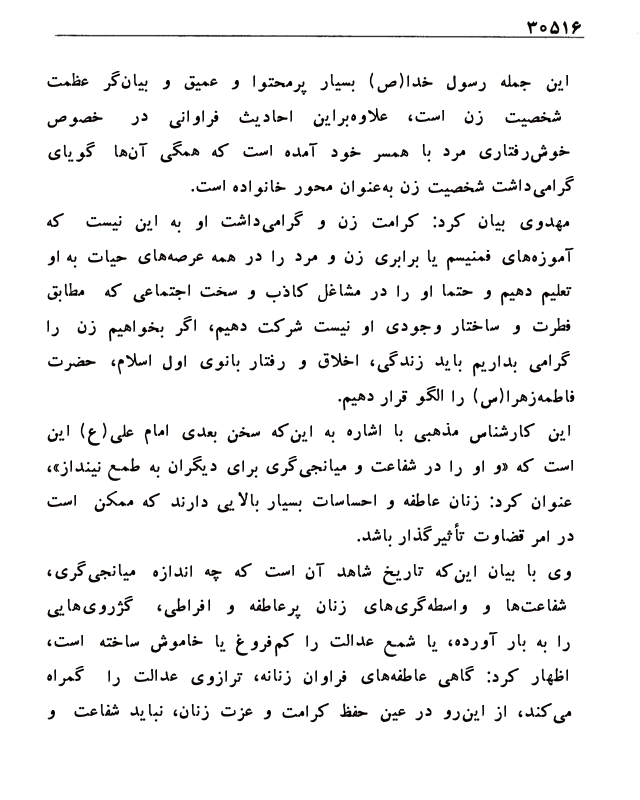 ۳۰۵۱۶
این جمله رسول خدا(ص) بسیار پرمحتوا و عمیق و بیان‌گر عظمت
شخصیت زن است، علاوه‌براین احادیث فراوانی در خصوص
خوش‌رفتاری مرد با همسر خود آمده است که همگی آن‌ها گویای
گرامی‌داشت شخصیت زن به‌عنوان محور خانواده است.
مهدوی بیان کرد: کرامت زن و گرامی‌داشت او به این نیست که
آموزه‌های فمنیسم یا برابری زن و مرد را در همه عرصه‌های حیات به او
تعلیم دهیم و حتما او را در مشاغل کاذب و سخت اجتماعی که مطابق
فطرت و ساختار وجودی او نیست شرکت دهیم، اگر بخواهیم زن را
گرامی بداریم باید زندگی، اخلاق و رفتار بانوی اول اسلام، حضرت
فاطمه‌زهرا(س) را الگو قرار دهیم.
این کارشناس مذهبی با اشاره به این‌که سخن بعدی امام علی(ع) این
است که «و او را در شفاعت و میانجی‌گری برای دیگران به طمع نینداز»،
عنوان کرد: زنان عاطفه و احساسات بسیار بالایی دارند که ممکن است
در امر قضاوت تأثیرگذار باشد.
وی با بیان این‌که تاریخ شاهد آن است که چه اندازه میانجی‌گری،
شفاعت‌ها و واسطه‌گری‌های زنان پرعاطفه و افراطی، گژروی‌هایی
را به بار آورده، یا شمع عدالت را کم‌فروغ یا خاموش ساخته است،
اظهار کرد: گاهی عاطفه‌های فراوان زنانه، ترازوی عدالت را گمراه
می‌کند، از این‌رو در عین حفظ کرامت و عزت زنان، نباید شفاعت و